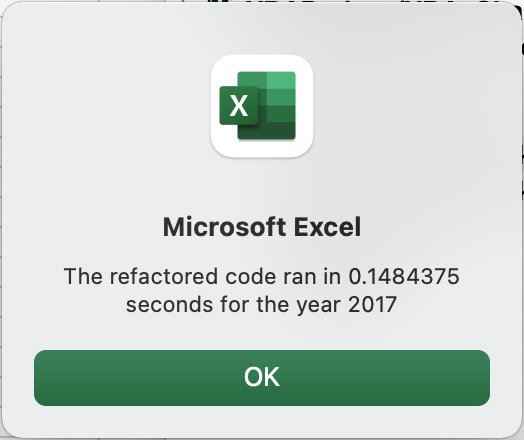 X
Microsoft Excel
The refactored code ran in 0.1484375
seconds for the year 2017
OK